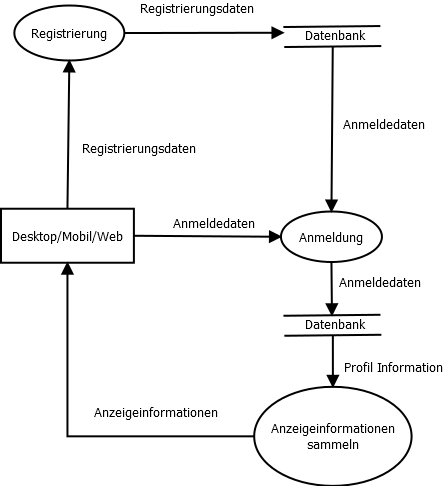 Registrierungsdaten
Registrierung
Datenbank
Anmeldedaten
Registrierungsdaten
Desktop/Mobil/Web
Anmeldedaten
Anmeldung
Anmeldedaten
Datenbank
Profil Information
Anzeigeinformationen
Anzeigeinformationen
sammeln